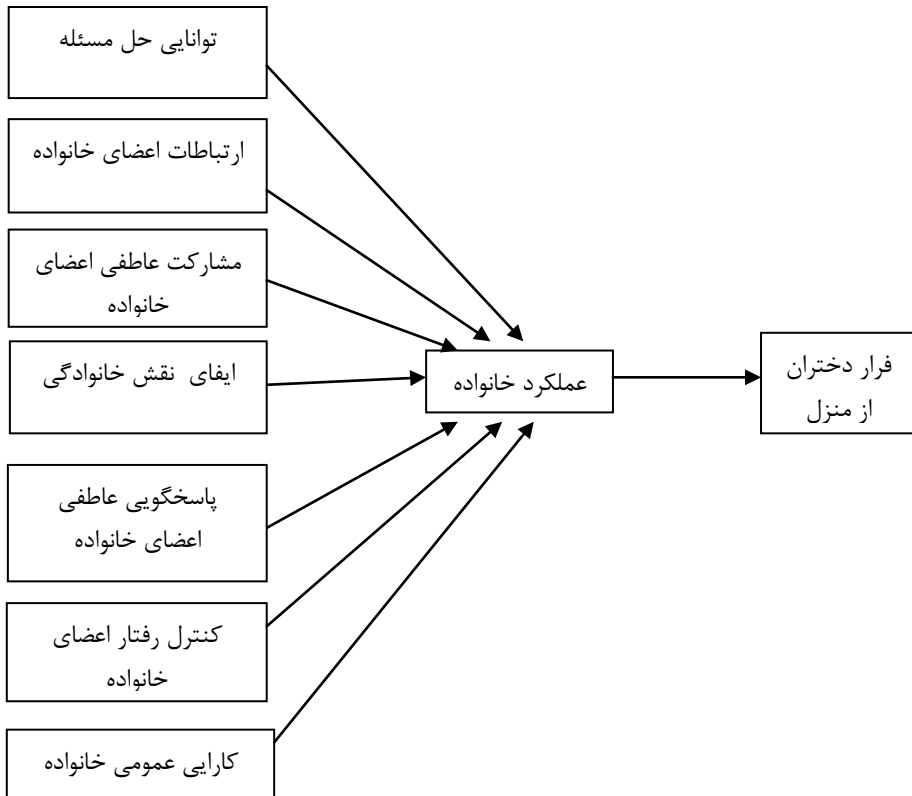 توانایی حل مسئله
ارتباطات اعضای خانواده
مشارکت عاطفی اعضای
خانواده
ایفای نقش خانوادگی
پاسخگویی عاطفی
اعضای خانواده
کنترل رفتار اعضای
خانواده
کارایی عمومی خانواده
عملکرد خانواده
فرار دختران
از منزل